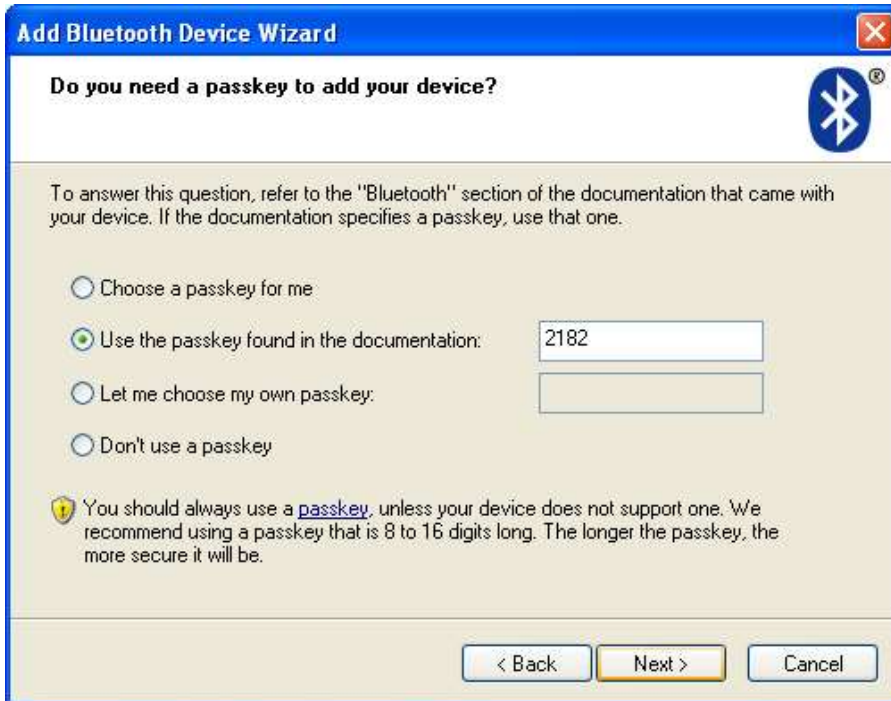 Add Bluetooth Device Wizard
Do you need a passkey to add your device?
®
To answer this question, refer to the "Bluetooth" section of the documentation that came with
your device. If the documentation specifies a passkey, use that one.
Choose a passkey for me
Use the passkey found in the documentation: 2182
Let me choose my own passkey:
Don't use a passkey
You should always use a passkey, unless your device does not support one. We
recommend using a passkey that is 8 to 16 digits long. The longer the passkey, the
more secure it will be.
< Back Next > Cancel